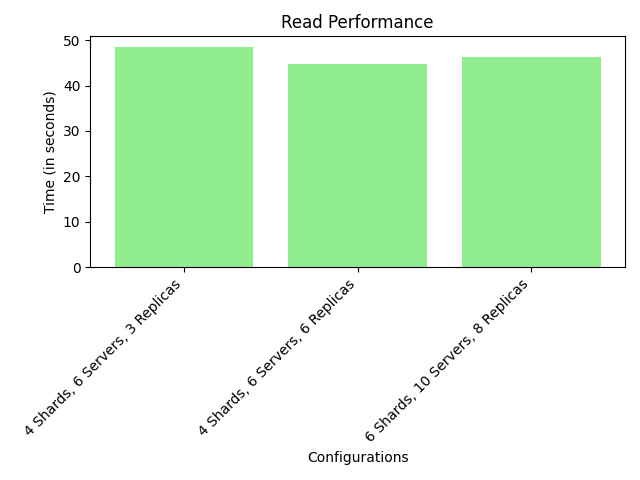 Read Performance
Time (in seconds)
50
40
30
20
10
0
4 Shards, 6 Servers, 3 Replicas
4 Shards, 6 Servers, 6 Replicas
6 Shards, 10 Servers, 8 Replicas
Configurations